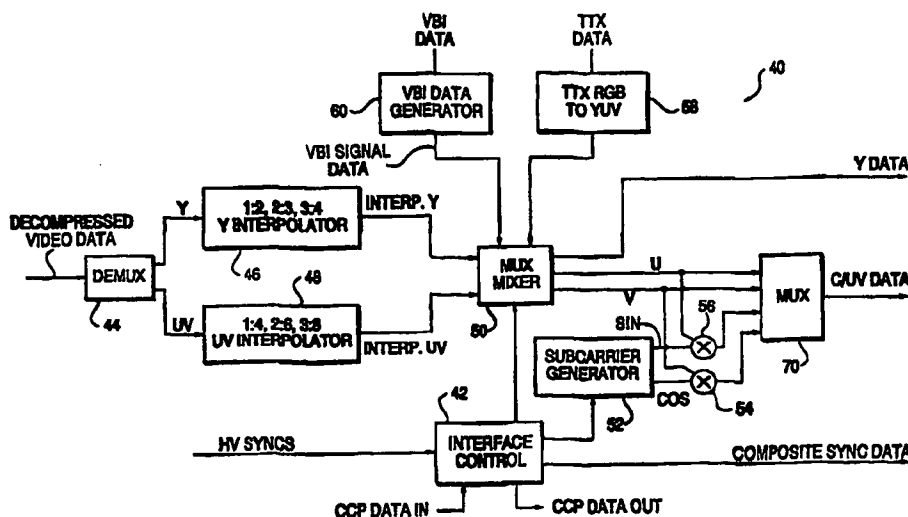 VBI
DATA
TTX
DATA
40
60
VBI DATA
GENERATOR
TTX RGB
TO YUV
58
VBI SIGNAL
DATA
Y DATA
DECOMPRESSED
VIDEO DATA
Y
1:2, 2:3, 3:4
Y INTERPOLATOR
INTERP. Y
46
DEMUX
44
48
UV
1:4, 2:6, 3:8
UV INTERPOLATOR
INTERP. UV
MUX
MIXER
50
U
V
MUX
C/UV DATA
70
SIN
56
SUBCARRIER
GENERATOR
COS
52
54
42
HV SYNCS
INTERFACE
CONTROL
COMPOSITE SYNC DATA
CCP DATA IN
CCP DATA OUT